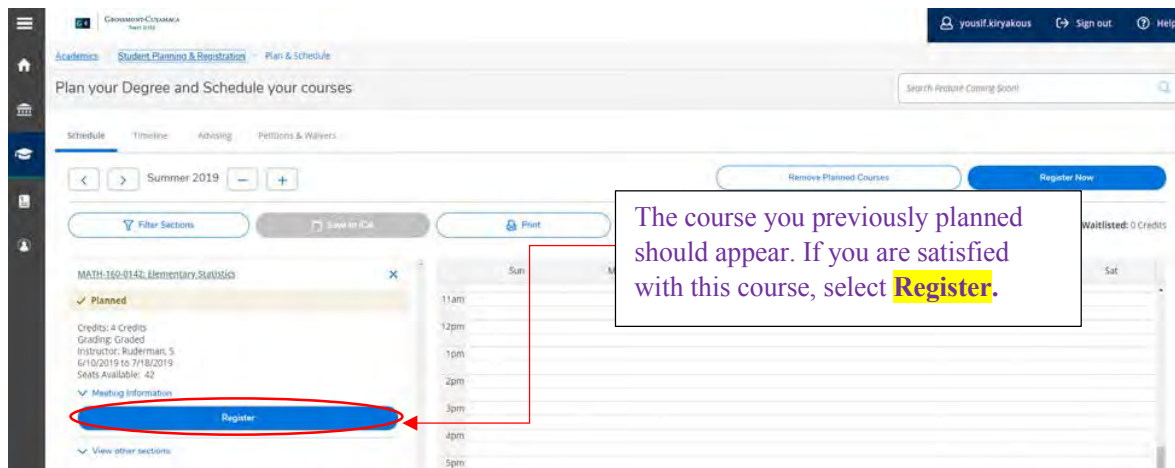 GROSSMONT-CUYAMACA
yousif.kiryakous Sign out Help
Academics Student Planning & Registration Plan & Schedule
Plan your Degree and Schedule your courses
Search Feature Coming Soon!
Schedule Timeline Advising Petitions & Waivers
< > Summer 2019 – +
Remove Planned Courses Register Now
Filter Sections Save to iCal Print
Waitlisted: 0 Credits
The course you previously planned
should appear. If you are satisfied
with this course, select Register.
MATH-160-0142: Elementary Statistics
Planned
Credits: 4 Credits
Grading: Graded
Instructor: Ruderman, S
6/10/2019 to 7/18/2019
Seats Available: 42
Meeting Information
Register
View other sections
Sun M Sat
11am
12pm
1pm
2pm
3pm
4pm
5pm